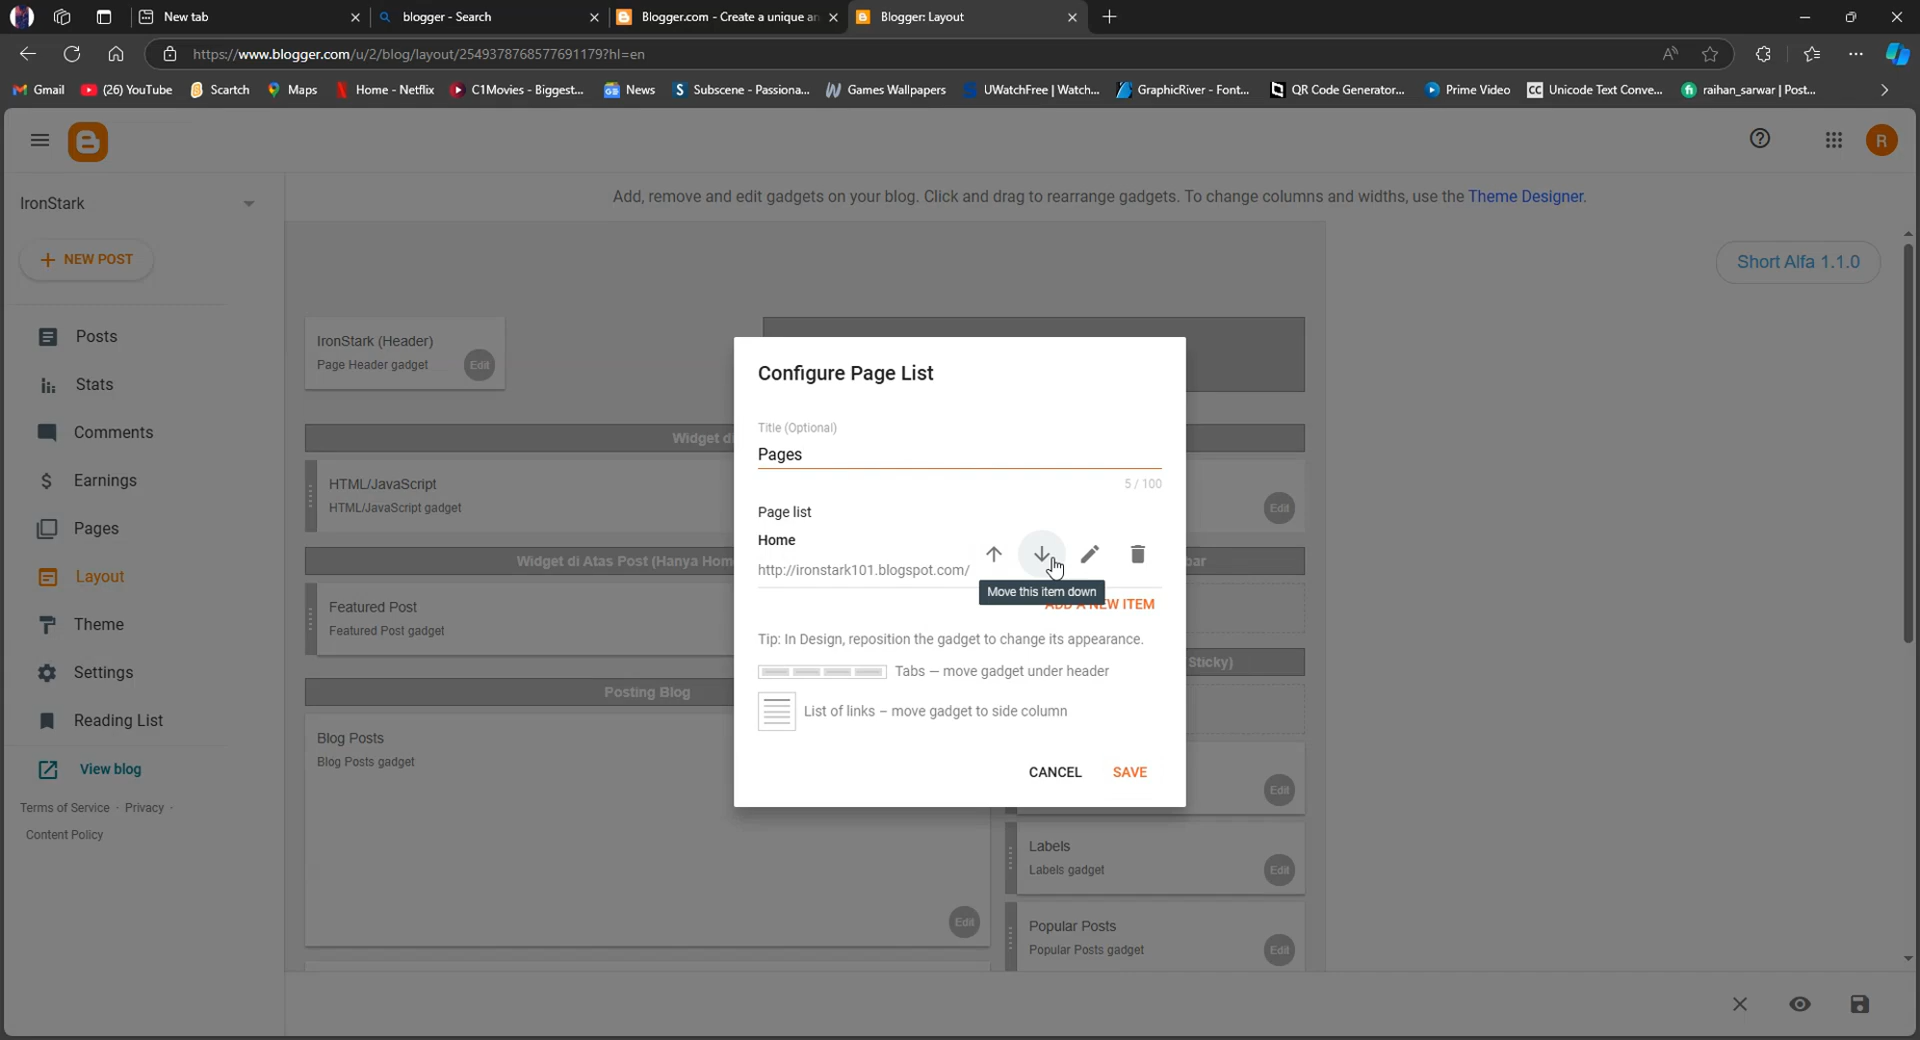 New tab
blogger - Search
Blogger.com - Create a unique an
Blogger: Layout
https://www.blogger.com/u/2/blog/layout/2549378768577691179?hl=en
Gmail
(26) YouTube
Scartch
Maps
Home - Netflix
C1Movies - Biggest...
News
Subscene - Passiona...
Games Wallpapers
UWatchFree | Watch...
GraphicRiver - Font...
QR Code Generator...
Prime Video
Unicode Text Conve...
raihan_sarwar | Post...
R
IronStark
Add, remove and edit gadgets on your blog. Click and drag to rearrange gadgets. To change columns and widths, use the Theme Designer.
NEW POST
Short Alfa 1.1.0
Posts
Stats
Comments
Earnings
Pages
Layout
Theme
Settings
Reading List
View blog
Terms of Service · Privacy ·
Content Policy
IronStark (Header)
Page Header gadget
Edit
Widget
HTML/JavaScript
HTML/JavaScript gadget
Edit
Widget di Atas Post (Hanya Hom
Featured Post
Featured Post gadget
Sticky)
Posting Blog
Blog Posts
Blog Posts gadget
Edit
Edit
Labels
Labels gadget
Edit
Popular Posts
Popular Posts gadget
Edit
Configure Page List
Title (Optional)
Pages
5 / 100
Page list
Home
http://ironstark101.blogspot.com/
Move this item down
ADD A NEW ITEM
Tip: In Design, reposition the gadget to change its appearance.
Tabs — move gadget under header
List of links – move gadget to side column
CANCEL
SAVE